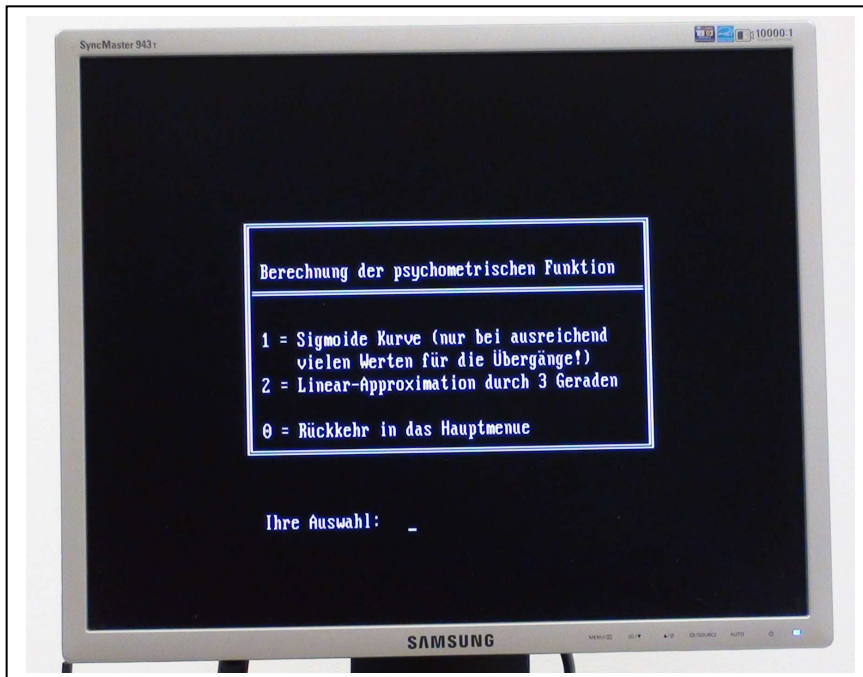 SyncMaster 943T
10000:1
Berechnung der psychometrischen Funktion
1 = Sigmoide Kurve (nur bei ausreichend
vielen Werten für die Übergänge!)
2 = Linear-Approximation durch 3 Geraden
0 = Rückkehr in das Hauptmenue
Ihre Auswahl: _
SAMSUNG
AUTO